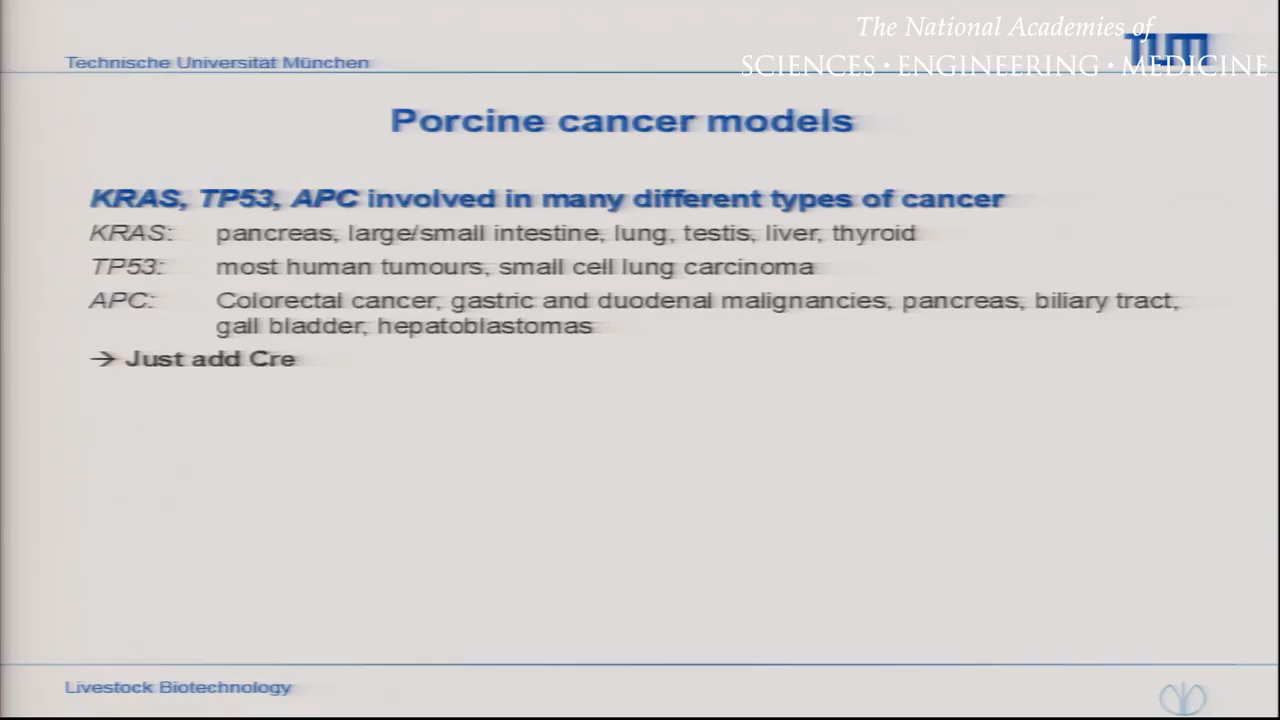 The National Academies of
SCIENCES · ENGINEERING · MEDICINE
Technische Universität München
TUM
Porcine cancer models
KRAS, TP53, APC involved in many different types of cancer
KRAS: pancreas, large/small intestine, lung, testis, liver, thyroid
TP53: most human tumours, small cell lung carcinoma
APC: Colorectal cancer, gastric and duodenal malignancies, pancreas, biliary tract,
gall bladder, hepatoblastomas
→ Just add Cre
Livestock Biotechnology